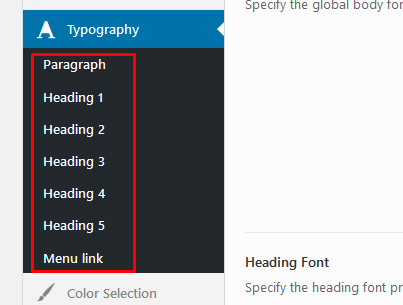 Specify the global body for
Typography
Paragraph
Heading 1
Heading 2
Heading 3
Heading 4
Heading 5
Menu link
Heading Font
Specify the heading font pr
Color Selection